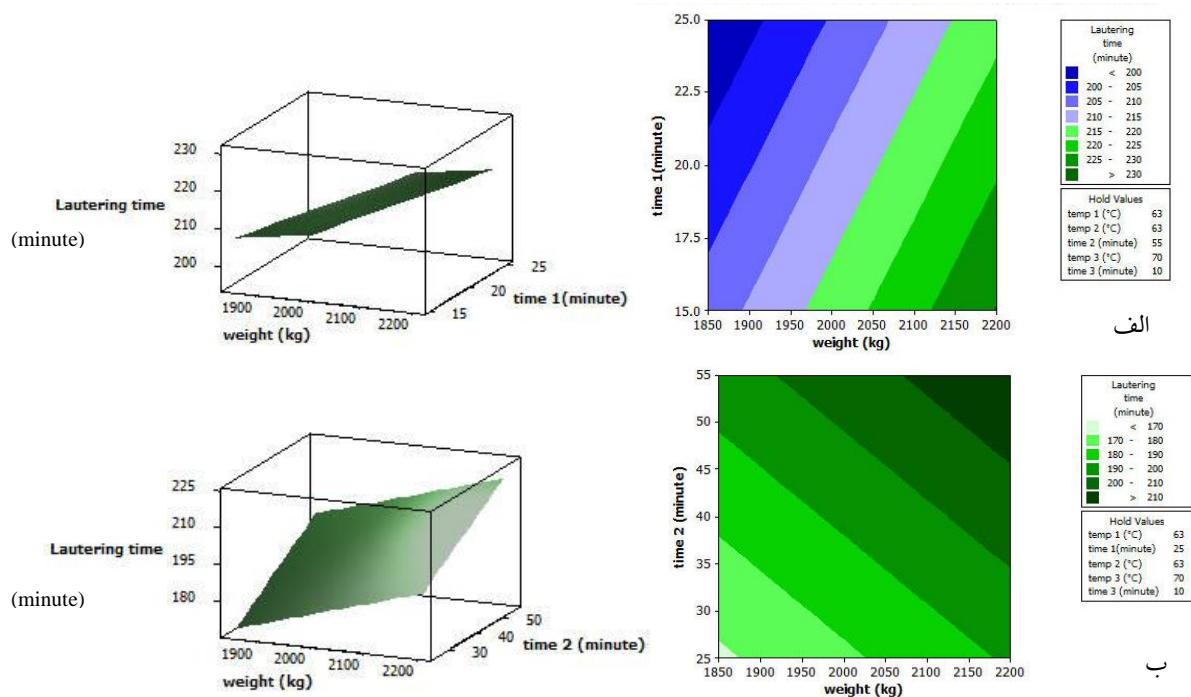 230
220
210
200
Lautering time
(minute)
1900
2000
2100
2200
weight (kg)
15
20
25
time 1(minute)
25.0
22.5
20.0
17.5
15.0
time 1(minute)
1850 1900 1950 2000 2050 2100 2150 2200
weight (kg)
Lautering
time
(minute)
< 200
200 - 205
205 - 210
210 - 215
215 - 220
220 - 225
225 - 230
> 230
Hold Values
temp 1 (°C) 63
temp 2 (°C) 63
time 2 (minute) 55
temp 3 (°C) 70
time 3 (minute) 10
الف
225
210
195
180
Lautering time
(minute)
1900
2000
2100
2200
weight (kg)
30
40
50
time 2 (minute)
55
50
45
40
35
30
25
time 2 (minute)
1850 1900 1950 2000 2050 2100 2150 2200
weight (kg)
Lautering
time
(minute)
< 170
170 - 180
180 - 190
190 - 200
200 - 210
> 210
Hold Values
temp 1 (°C) 63
time 1(minute) 25
temp 2 (°C) 63
temp 3 (°C) 70
time 3 (minute) 10
ب